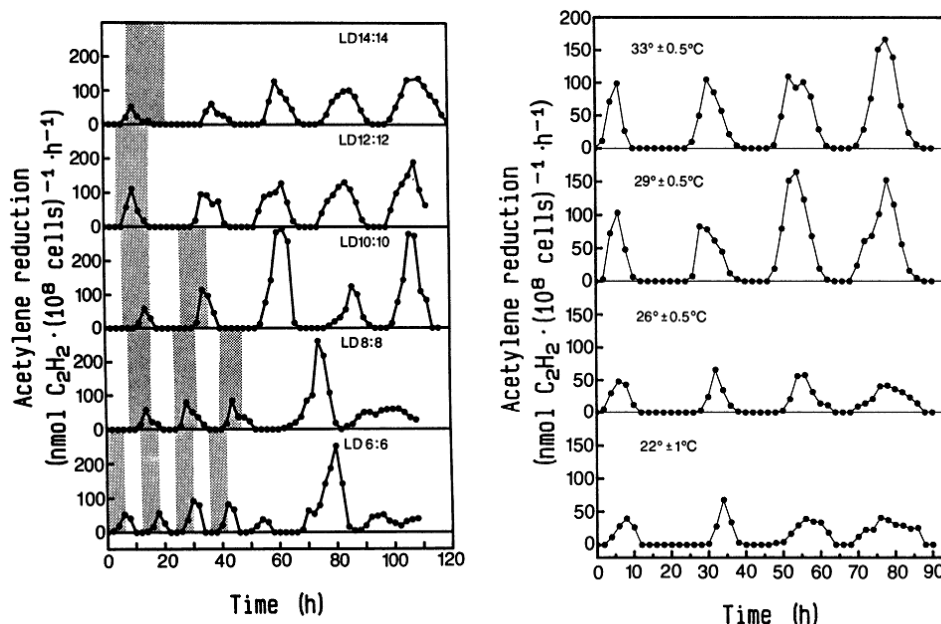 Acetylene reduction
(nmol C₂H₂·(10⁸ cells)⁻¹·h⁻¹
LD14:14
200
100
0
LD12:12
200
100
0
LD10:10
200
100
0
LD8:8
200
100
0
LD6:6
200
100
0
0 20 40 60 80 100 120
Time (h)
Acetylene reduction
(nmol C₂H₂·(10⁸ cells)⁻¹·h⁻¹
33° ± 0.5°C
200
150
100
50
0
29° ± 0.5°C
150
100
50
0
26° ± 0.5°C
150
100
50
0
22° ± 1°C
150
100
50
0
0 10 20 30 40 50 60 70 80 90
Time (h)